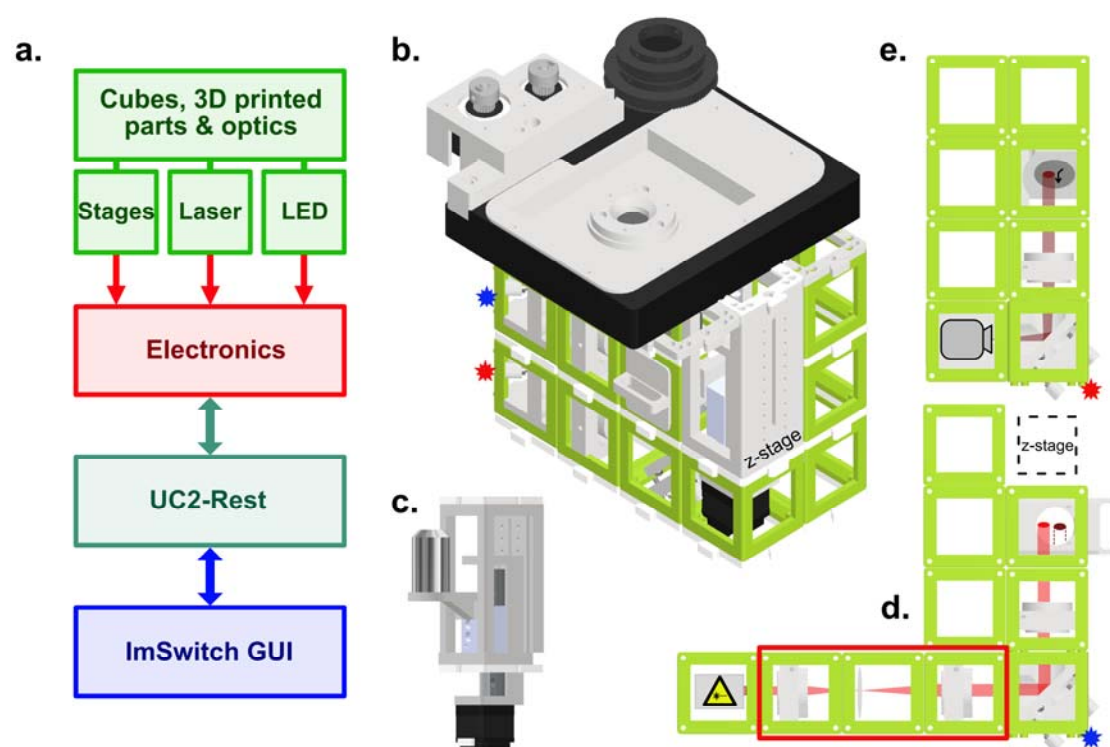 a.
Cubes, 3D printed
parts & optics
Stages
Laser
LED
Electronics
UC2-Rest
ImSwitch GUI
b.
z-stage
c.
e.
z-stage
d.